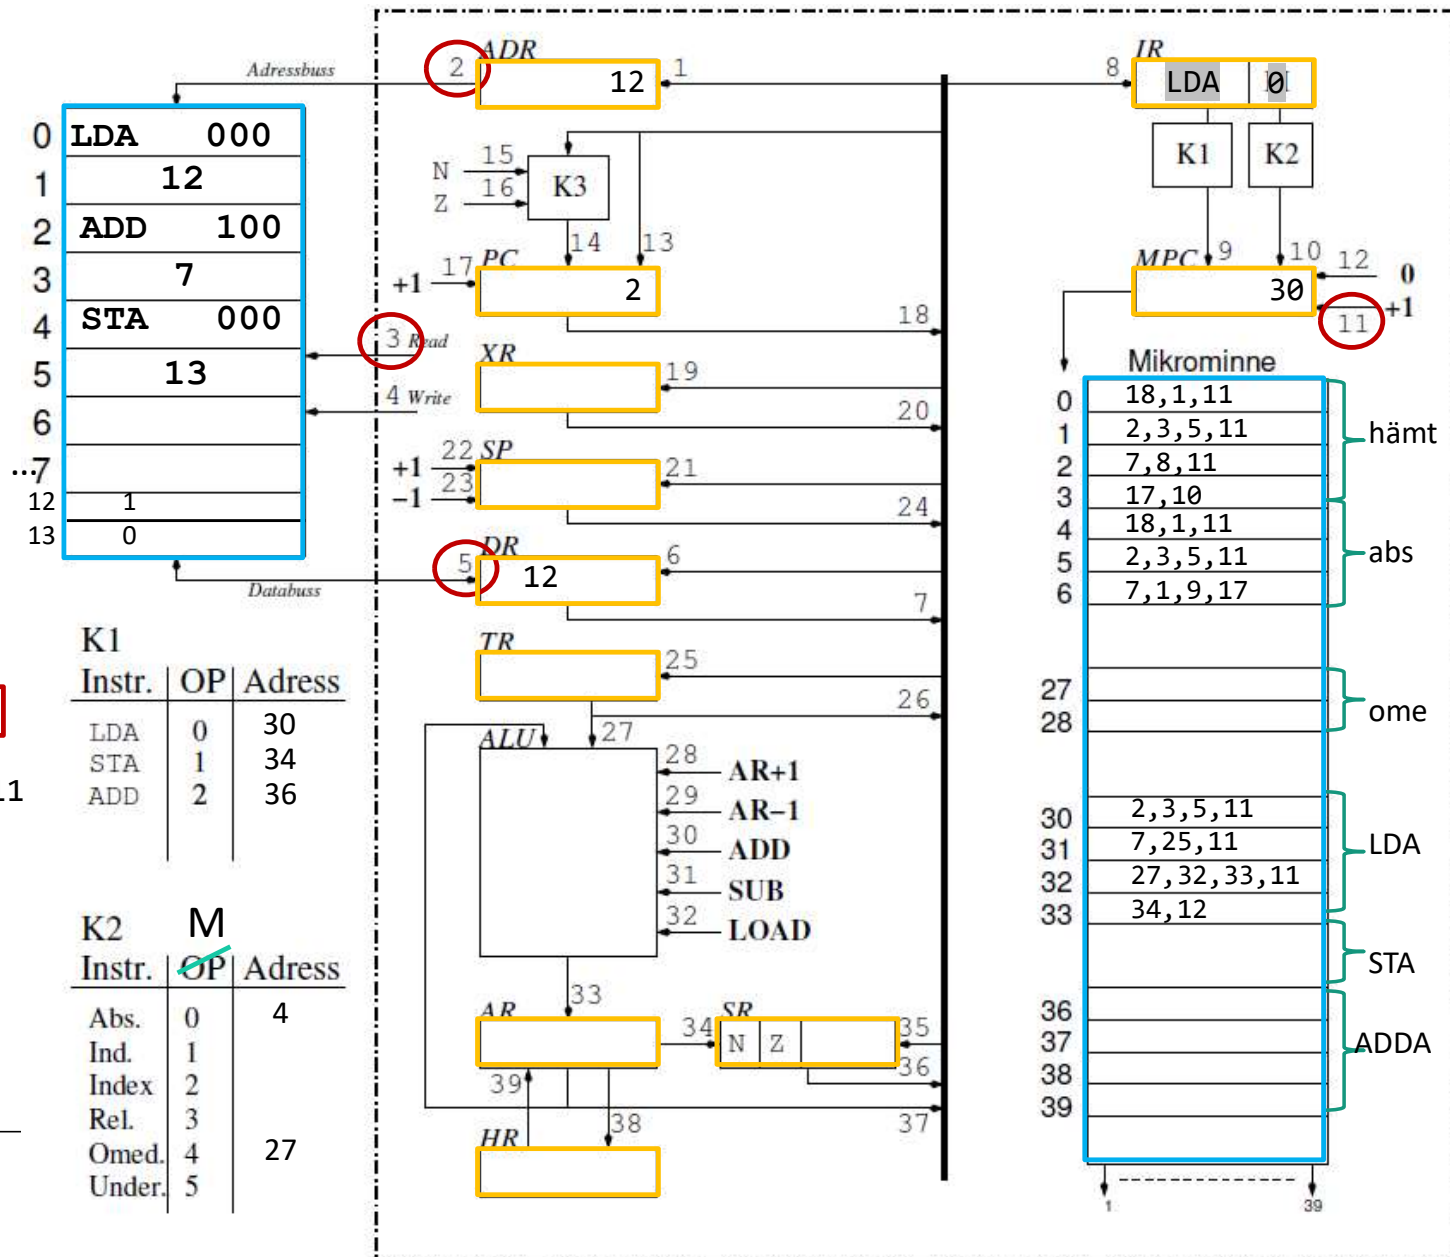 ADR
IR
Adressbuss
2
12
1
8
LDA 0
0 LDA 000
1 12
2 ADD 100
3 7
4 STA 000
5 13
6
...7
12 1
13 0
Databuss
N 15
Z 16
K3
14 13
K1 K2
9 10
PC
+1 17
2
18
MPC
30
12 0
11 +1
3 Read
4 Write
XR
19
20
SP
+1 22
-1 23
21
24
DR
5
12
6
7
TR
25
26
27
ALU
28 AR+1
29 AR–1
30 ADD
31 SUB
32 LOAD
33
AR
34
SR
N Z
35
36
37
39
38
HR
Mikrominne
0 18,1,11
1 2,3,5,11
2 7,8,11
3 17,10
hämt
4 18,1,11
5 2,3,5,11
6 7,1,9,17
abs
27
28
ome
30 2,3,5,11
31 7,25,11
32 27,32,33,11
33 34,12
LDA
STA
36
37
38
39
ADDA
1 39
K1
Instr. OP Adress
LDA 0 30
STA 1 34
ADD 2 36
11
K2 M
Instr. OP Adress
Abs. 0 4
Ind. 1
Index 2
Rel. 3
Omed. 4 27
Under. 5